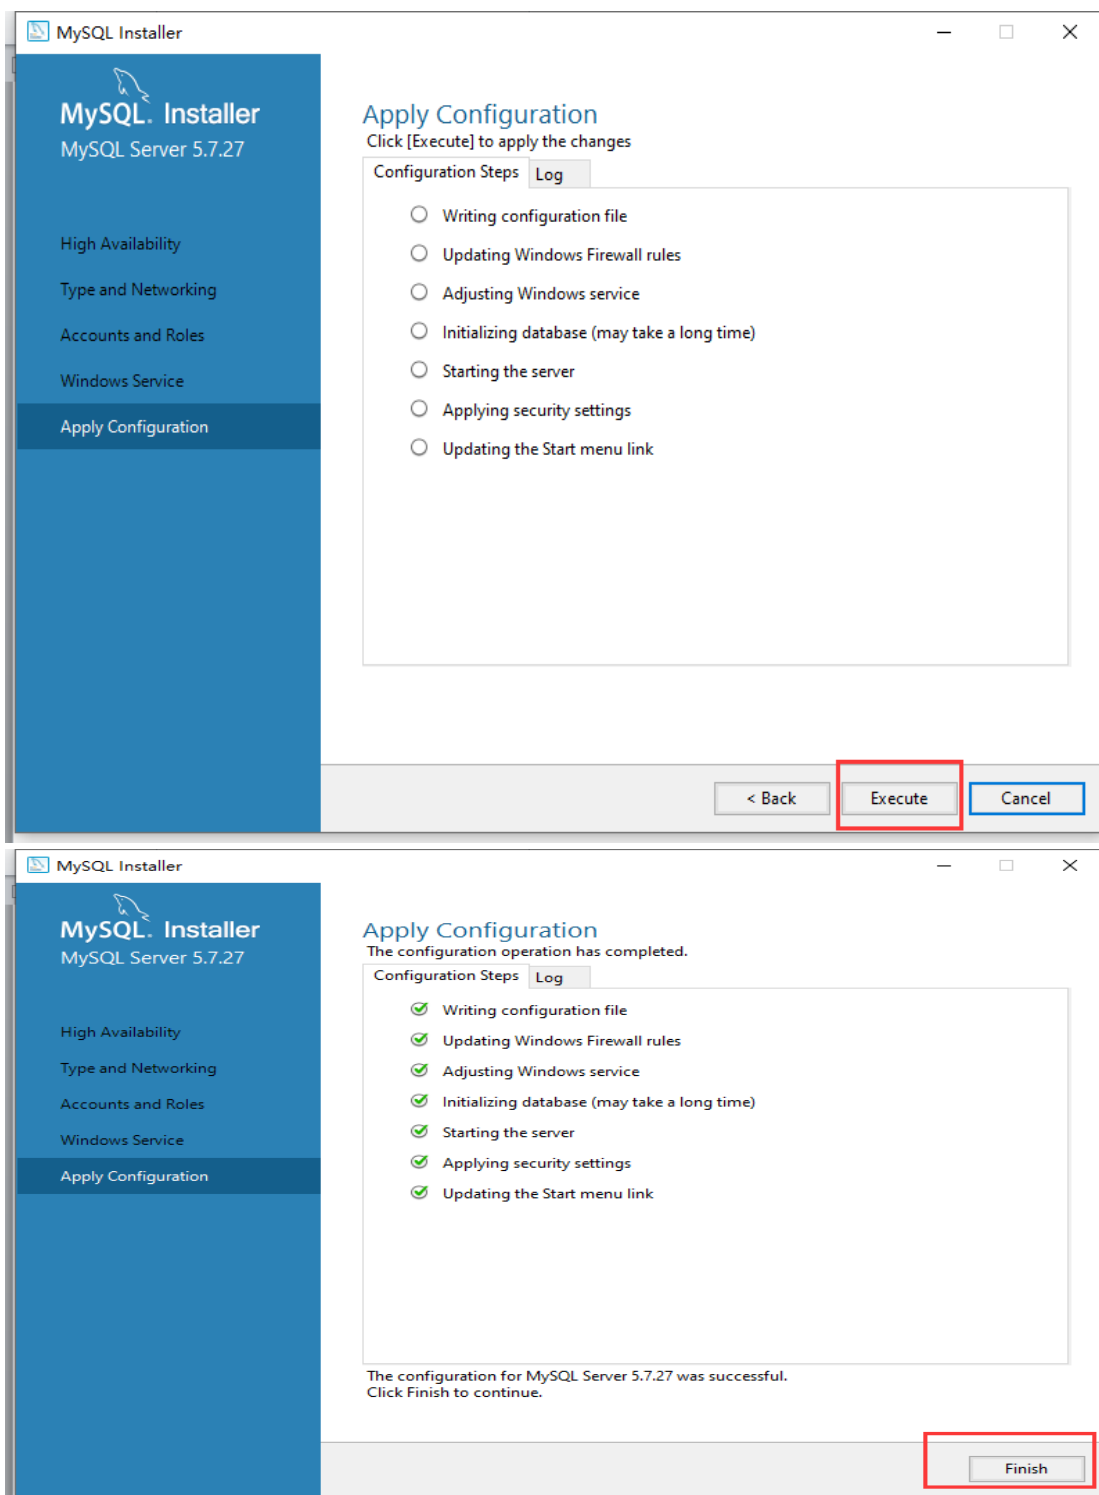 MySQL Installer
MySQL. Installer
MySQL Server 5.7.27
High Availability
Type and Networking
Accounts and Roles
Windows Service
Apply Configuration
Apply Configuration
Click [Execute] to apply the changes
Configuration Steps Log
Writing configuration file
Updating Windows Firewall rules
Adjusting Windows service
Initializing database (may take a long time)
Starting the server
Applying security settings
Updating the Start menu link
< Back Execute Cancel
MySQL Installer
MySQL. Installer
MySQL Server 5.7.27
High Availability
Type and Networking
Accounts and Roles
Windows Service
Apply Configuration
Apply Configuration
The configuration operation has completed.
Configuration Steps Log
Writing configuration file
Updating Windows Firewall rules
Adjusting Windows service
Initializing database (may take a long time)
Starting the server
Applying security settings
Updating the Start menu link
The configuration for MySQL Server 5.7.27 was successful.
Click Finish to continue.
Finish